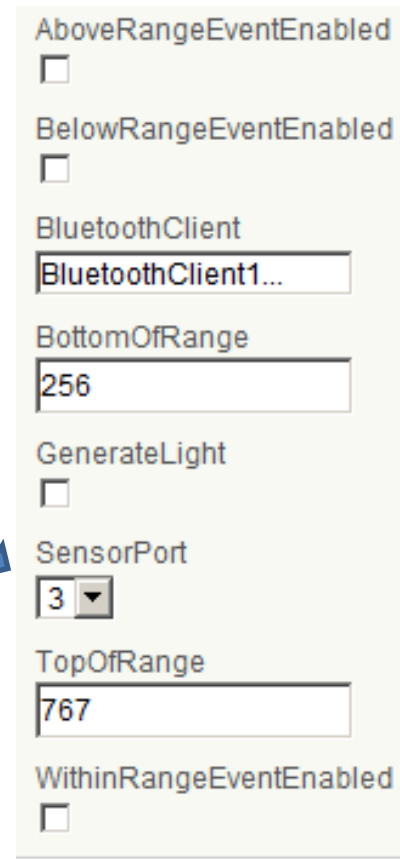 AboveRangeEventEnabled
BelowRangeEventEnabled
BluetoothClient
BluetoothClient1...
BottomOfRange
256
GenerateLight
SensorPort
3
TopOfRange
767
WithinRangeEventEnabled